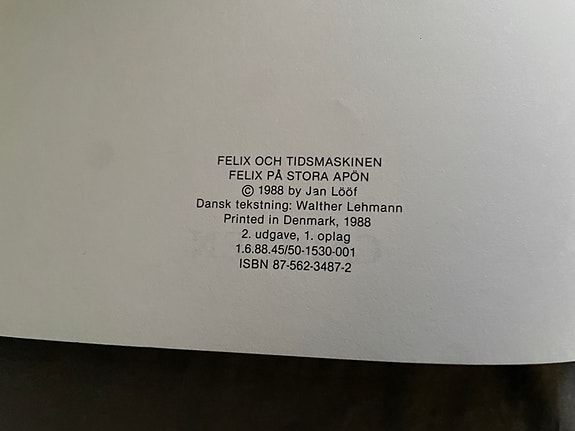 FELIX OCH TIDSMASKINEN
FELIX PÅ STORA APÖN
© 1988 by Jan Lööf
Dansk tekstning: Walther Lehmann
Printed in Denmark, 1988
2. udgave, 1. oplag
1.6.88.45/50-1530-001
ISBN 87-562-3487-2